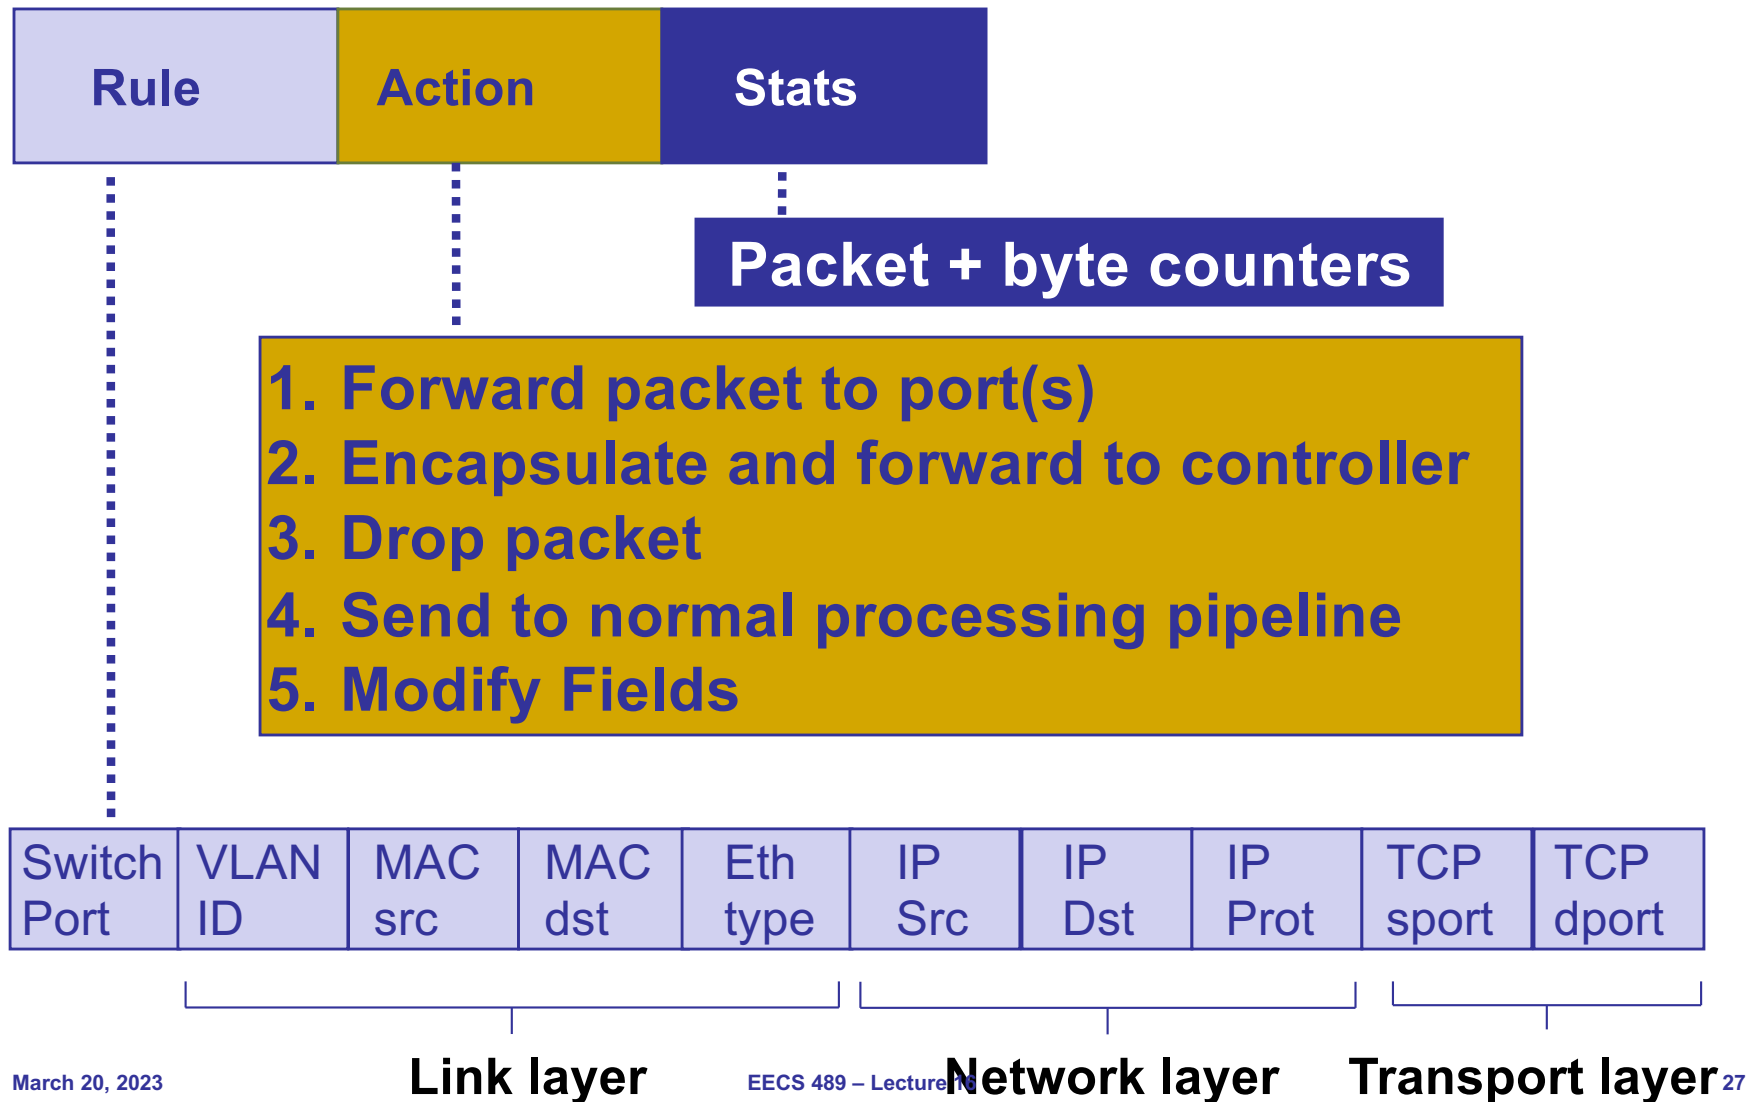 Rule Action Stats
Packet + byte counters
1. Forward packet to port(s)
2. Encapsulate and forward to controller
3. Drop packet
4. Send to normal processing pipeline
5. Modify Fields
Switch Port
VLAN ID
MAC src
MAC dst
Eth type
IP Src
IP Dst
IP Prot
TCP sport
TCP dport
Link layer
Network layer
Transport layer
March 20, 2023
EECS 489 – Lecture 16
27